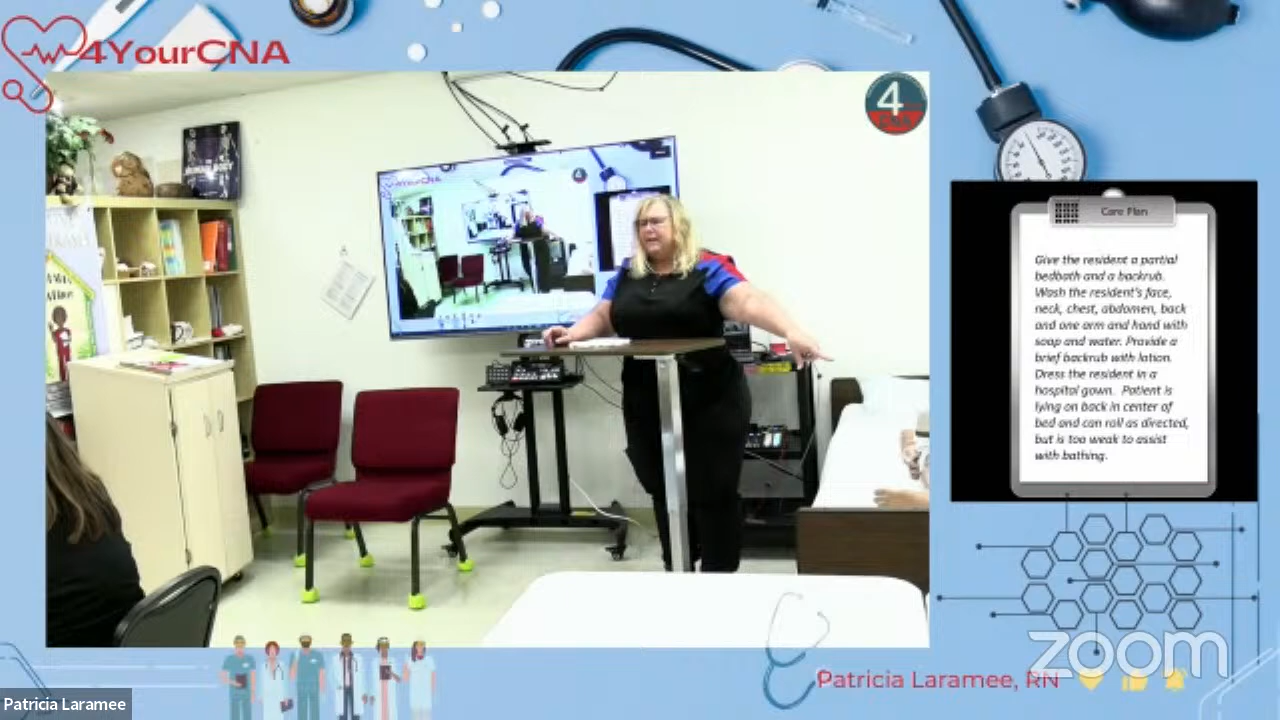 4YourCNA
4
CNA
Care Plan
Give the resident a partial
bedbath and a backrub.
Wash the resident's face,
neck, chest, abdomen, back
and one arm and hand with
soap and water. Provide a
brief backrub with lotion.
Dress the resident in a
hospital gown. Patient is
lying on back in center of
bed and can roll as directed,
but is too weak to assist
with bathing.
zoom
Patricia Laramee, RN
Patricia Laramee